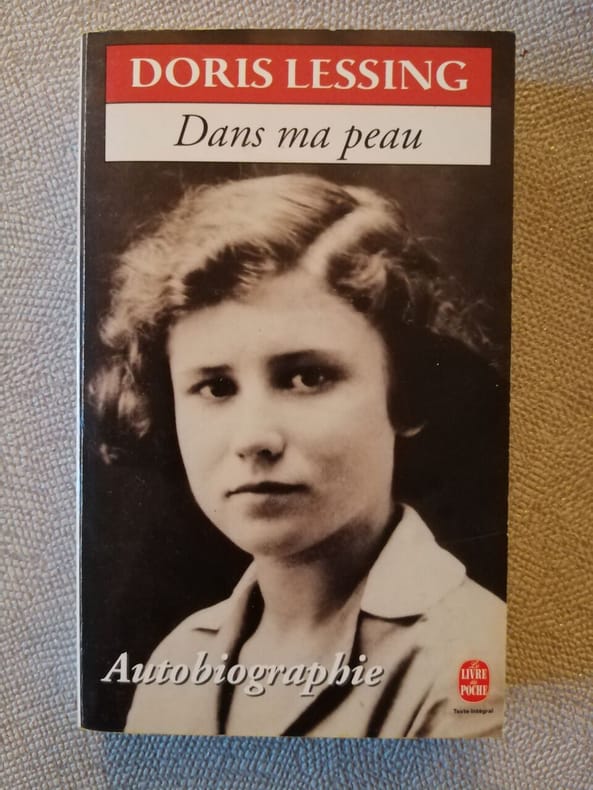 DORIS LESSING
Dans ma peau
Autobiographie
Le
LIVRE
de
POCHE
Texte intégral